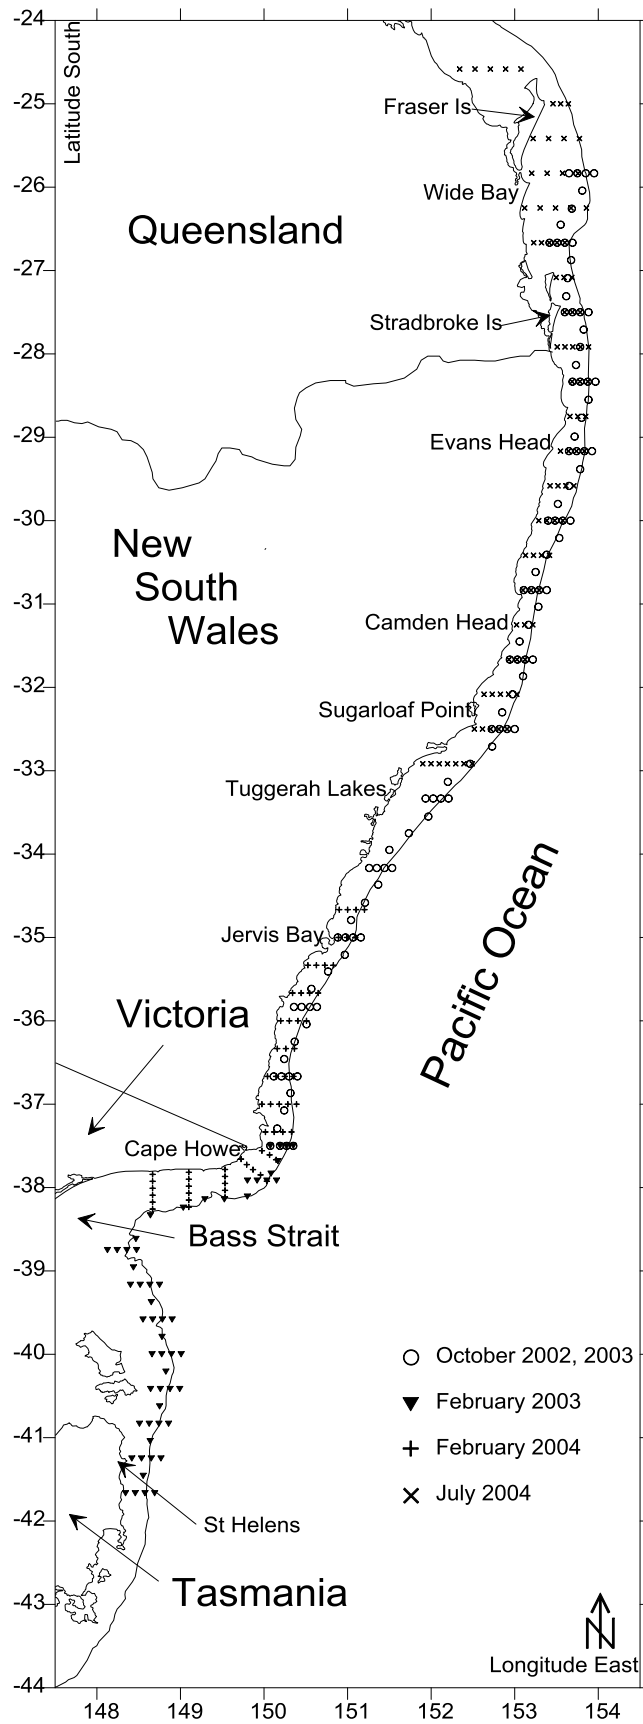 -24
Latitude South
-25
Fraser Is
-26
Wide Bay
Queensland
-27
Stradbroke Is
-28
-29
Evans Head
-30
New
South
Wales
-31
Camden Head
-32
Sugarloaf Point
-33
Tuggerah Lakes
-34
Pacific Ocean
-35
Jervis Bay
-36
Victoria
-37
Cape Howe
-38
Bass Strait
-39
-40
October 2002, 2003
February 2003
-41
February 2004
July 2004
-42
St Helens
Tasmania
-43
N
Longitude East
-44
148 149 150 151 152 153 154